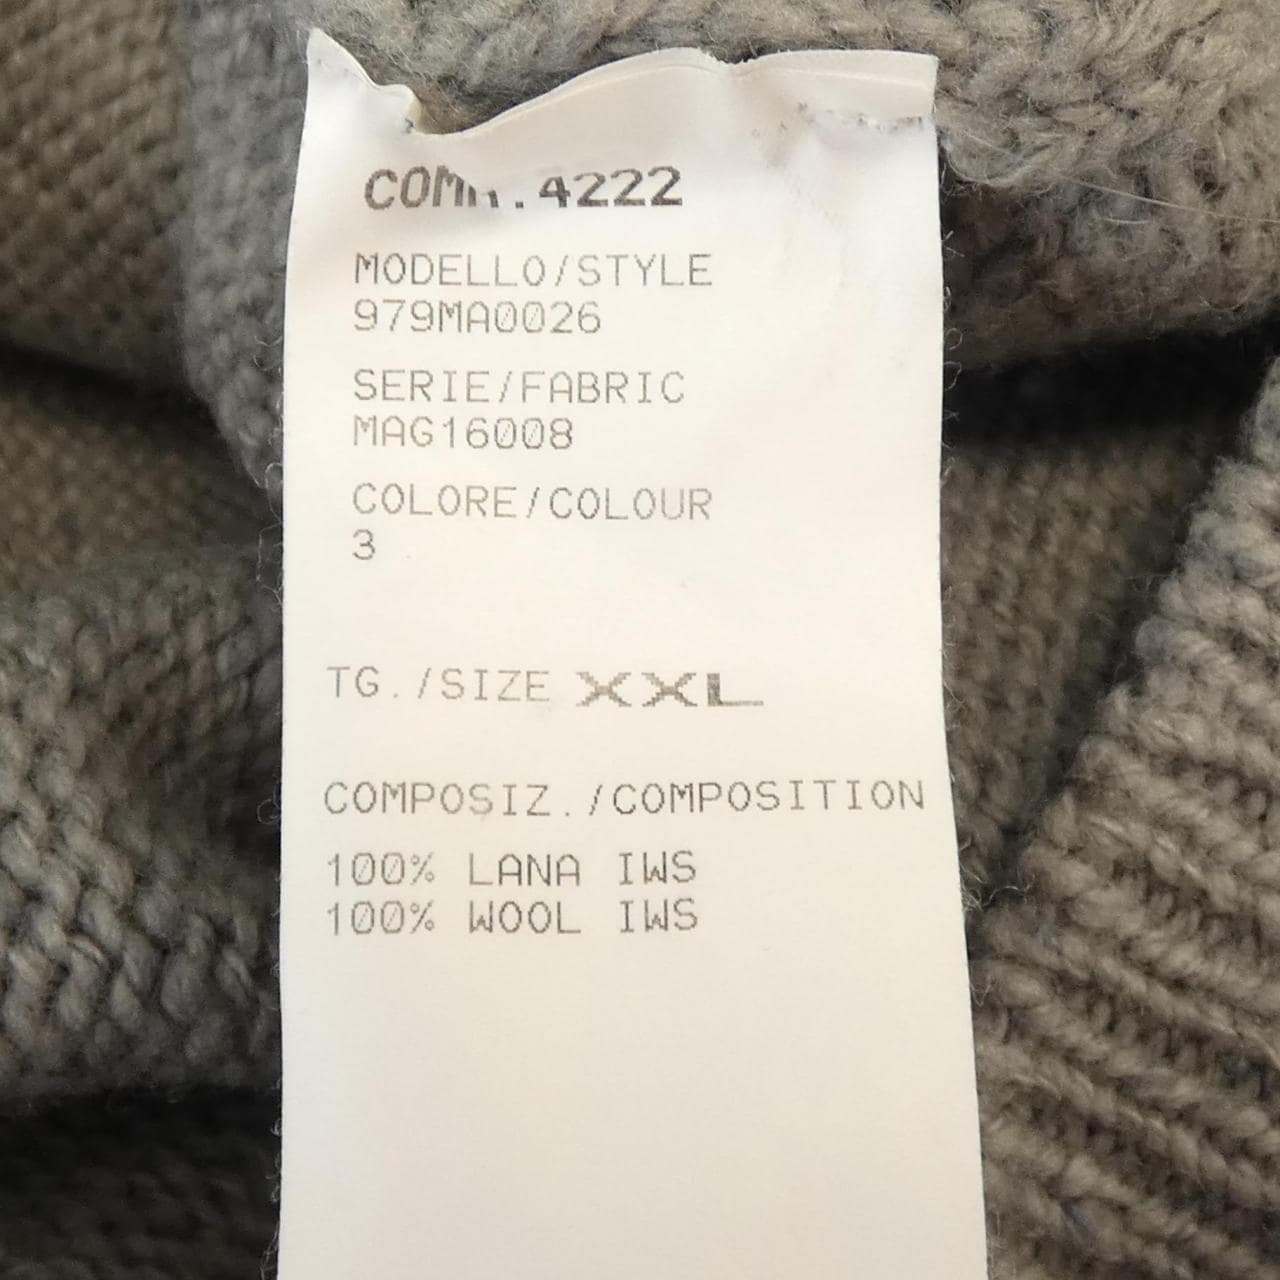 COMM.4222
MODELLO/STYLE
979MA0026
SERIE/FABRIC
MAG16008
COLORE/COLOUR
3
TG./SIZE XXL
COMPOSIZ./COMPOSITION
100% LANA IWS
100% WOOL IWS